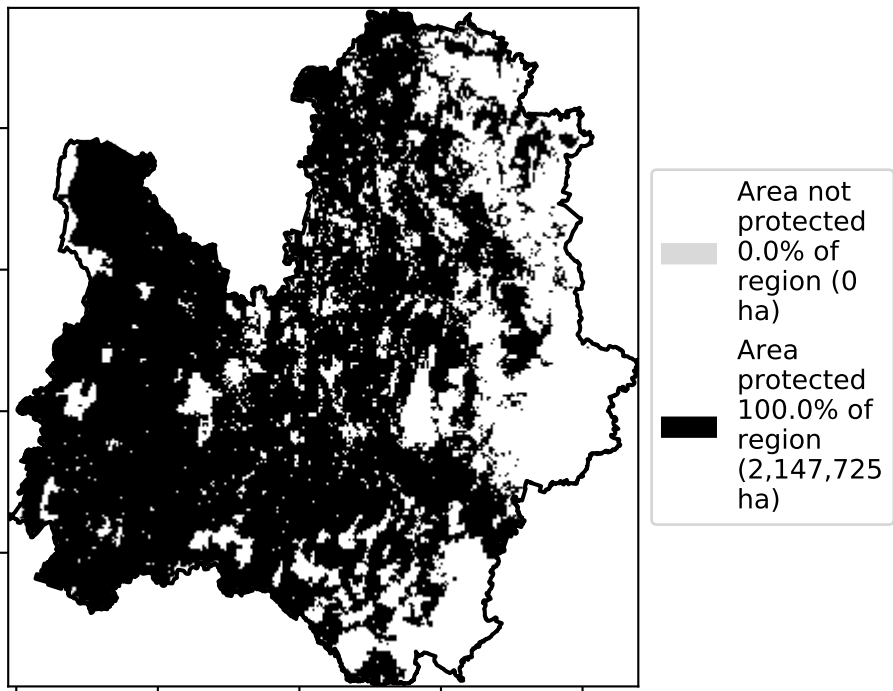 Area not
protected
0.0% of
region (0
ha)
Area
protected
100.0% of
region
(2,147,725
ha)